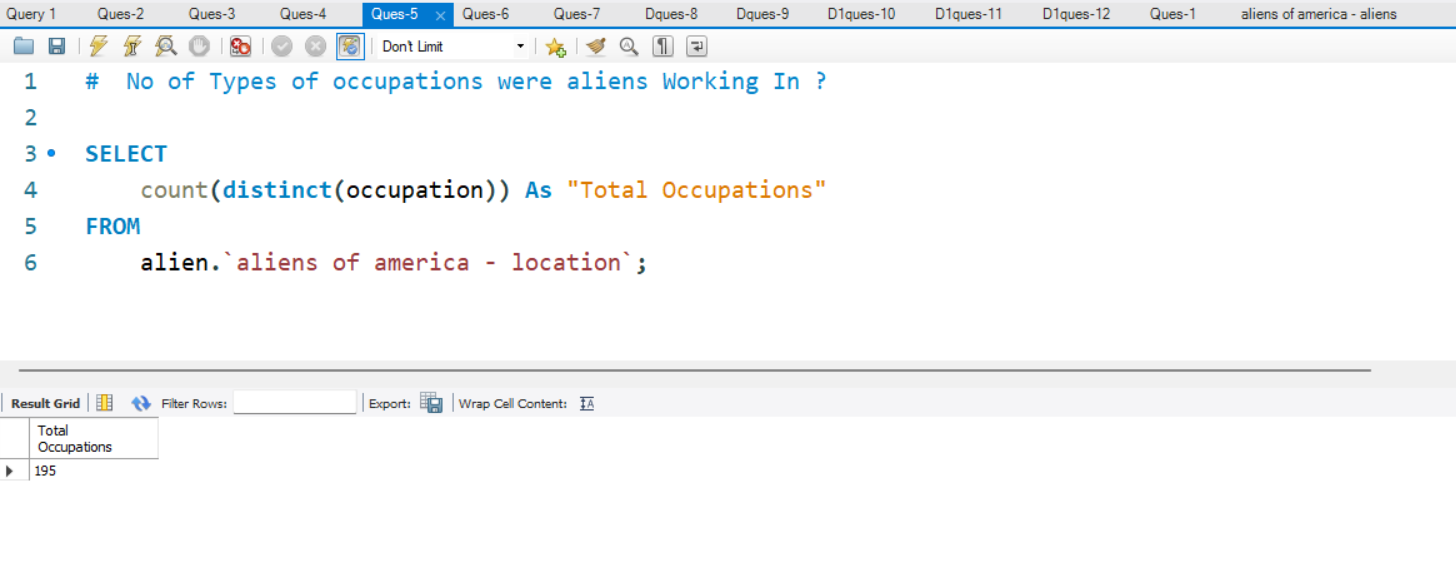 Query 1 Ques-2 Ques-3 Ques-4 Ques-5 Ques-6 Ques-7 Dques-8 Dques-9 D1ques-10 D1ques-11 D1ques-12 Ques-1 aliens of america - aliens
Don't Limit
1 # No of Types of occupations were aliens Working In ?
2
3 SELECT
4 count(distinct(occupation)) As "Total Occupations"
5 FROM
6 alien.`aliens of america - location`;
Result Grid Filter Rows: Export: Wrap Cell Content:
Total
Occupations
195